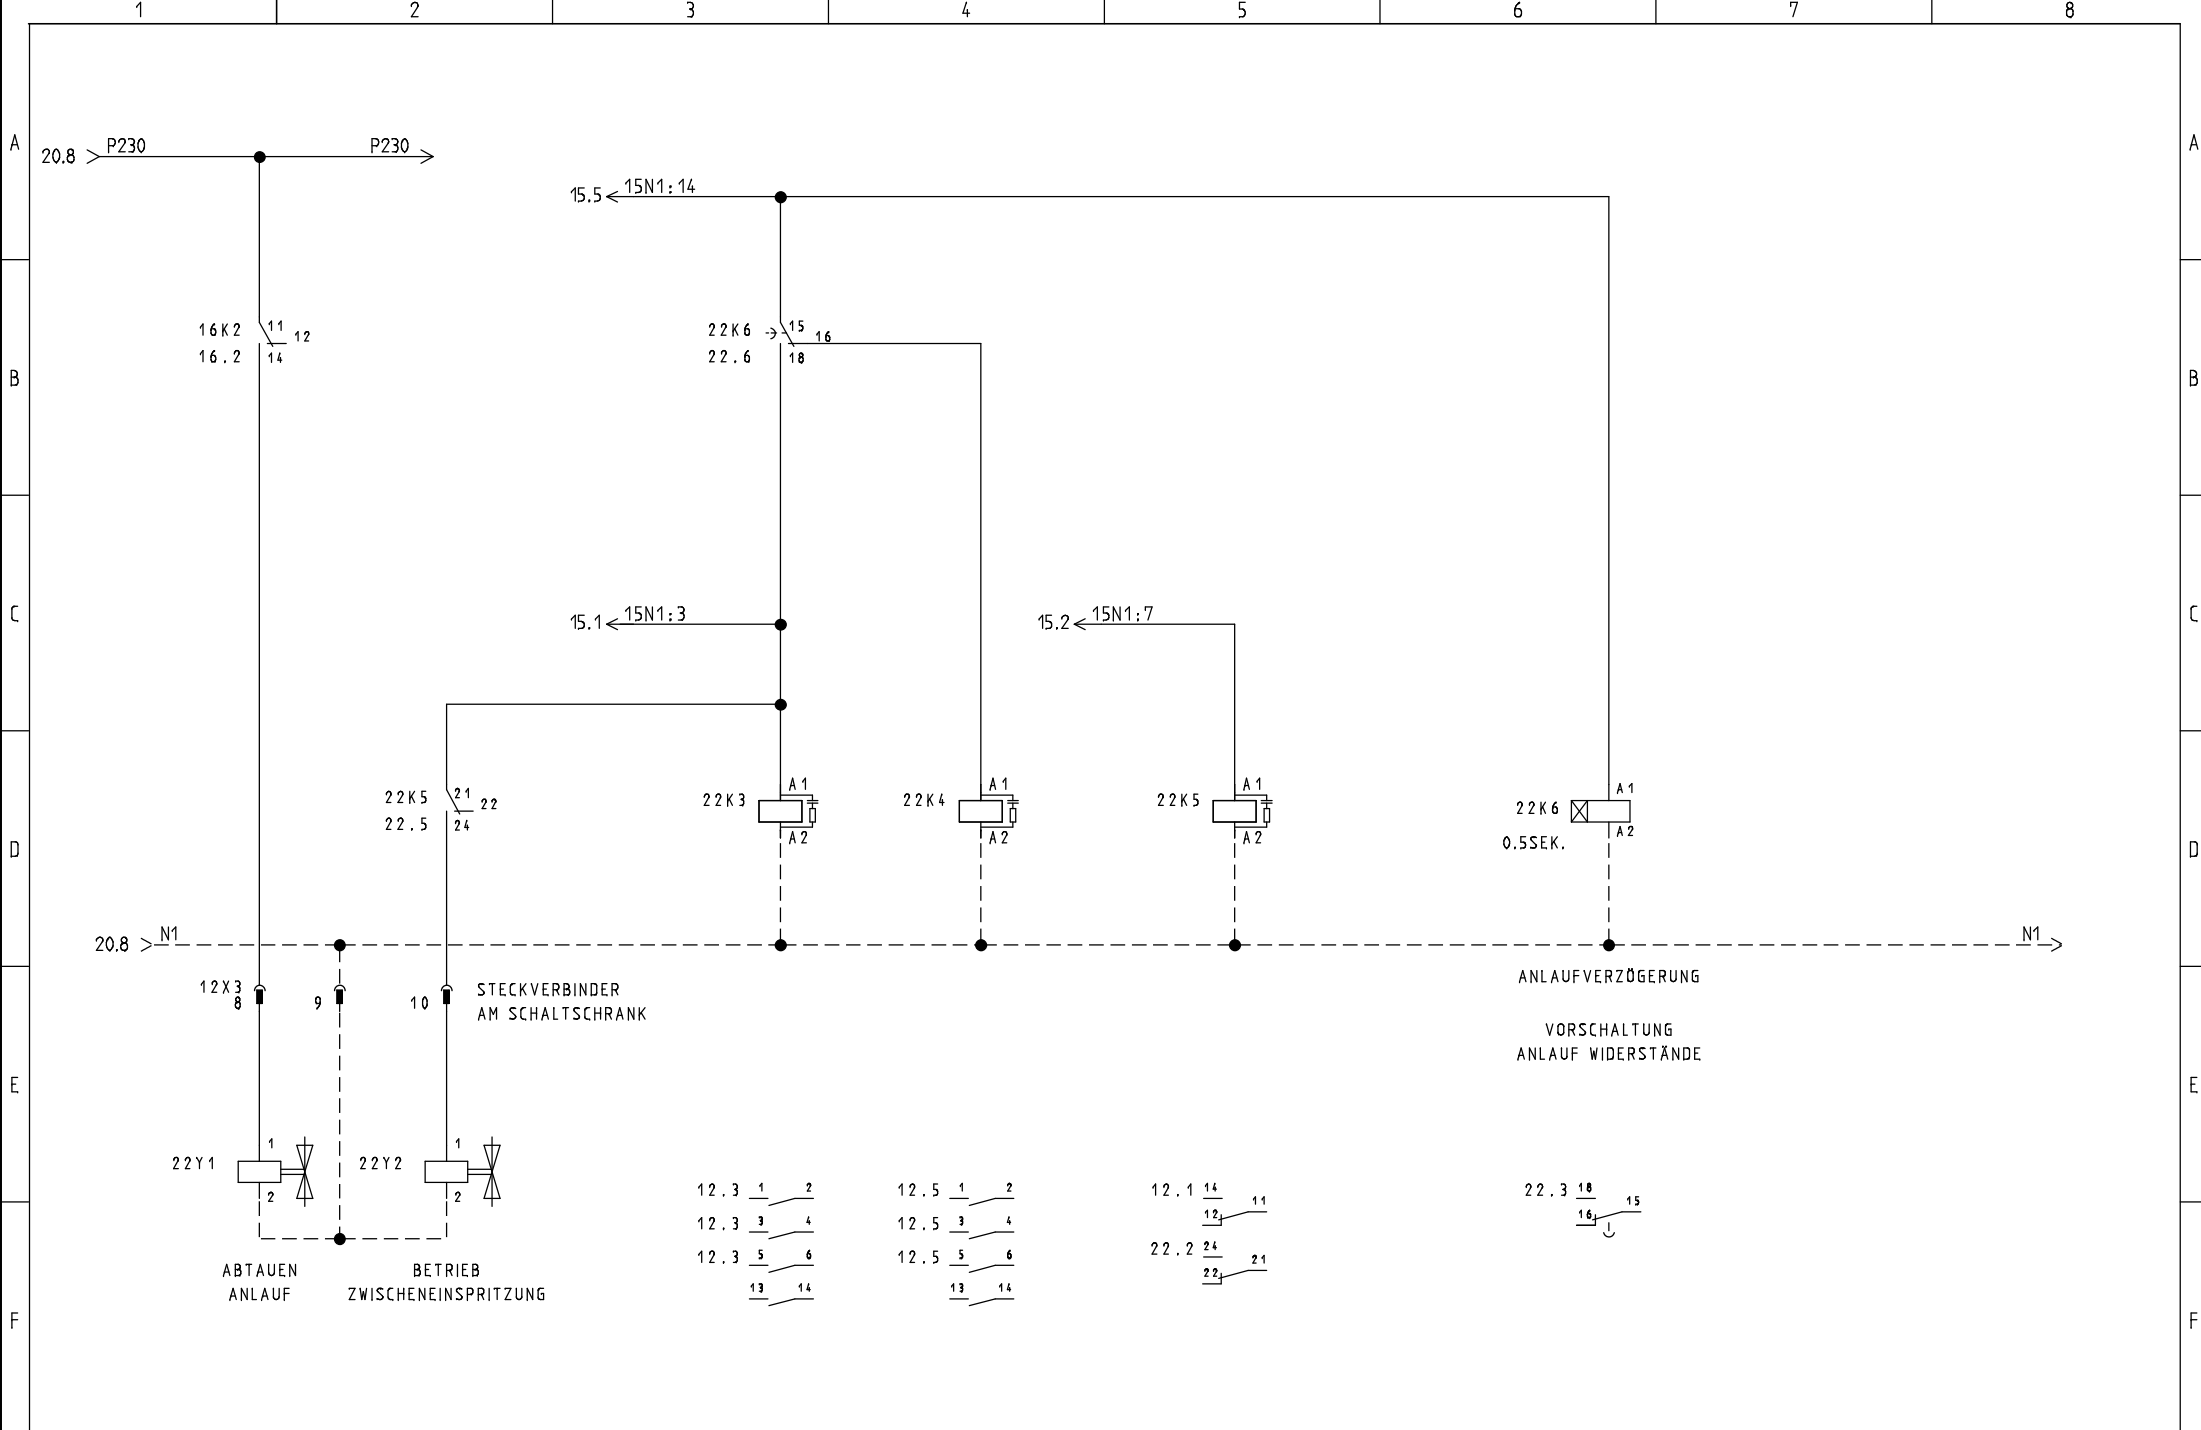 1 2 3 4 5 6 7 8
A A
20.8 P230 P230
15.5 15N1:14
16K2 11 12
16.2 14
22K6 15 16
22.6 18
B B
C C
15.1 15N1:3
15.2 15N1:7
22K5 21 22
22.5 24
22K3 A1
A2
22K4 A1
A2
22K5 A1
A2
22K6 A1
A2
0.5SEK.
D D
20.8 N1 N1
12X3
8 9 10
STECKVERBINDER
AM SCHALTSCHRANK
ANLAUFVERZÖGERUNG
VORSCHALTUNG
ANLAUF WIDERSTÄNDE
E E
22Y1 1
2
22Y2 1
2
ABTAUEN
ANLAUF
BETRIEB
ZWISCHENEINSPRITZUNG
12.3 1 2
12.3 3 4
12.3 5 6
13 14
12.5 1 2
12.5 3 4
12.5 5 6
13 14
12.1 14
12 11
22.2 24
22 21
22.3 18
16 15
F F